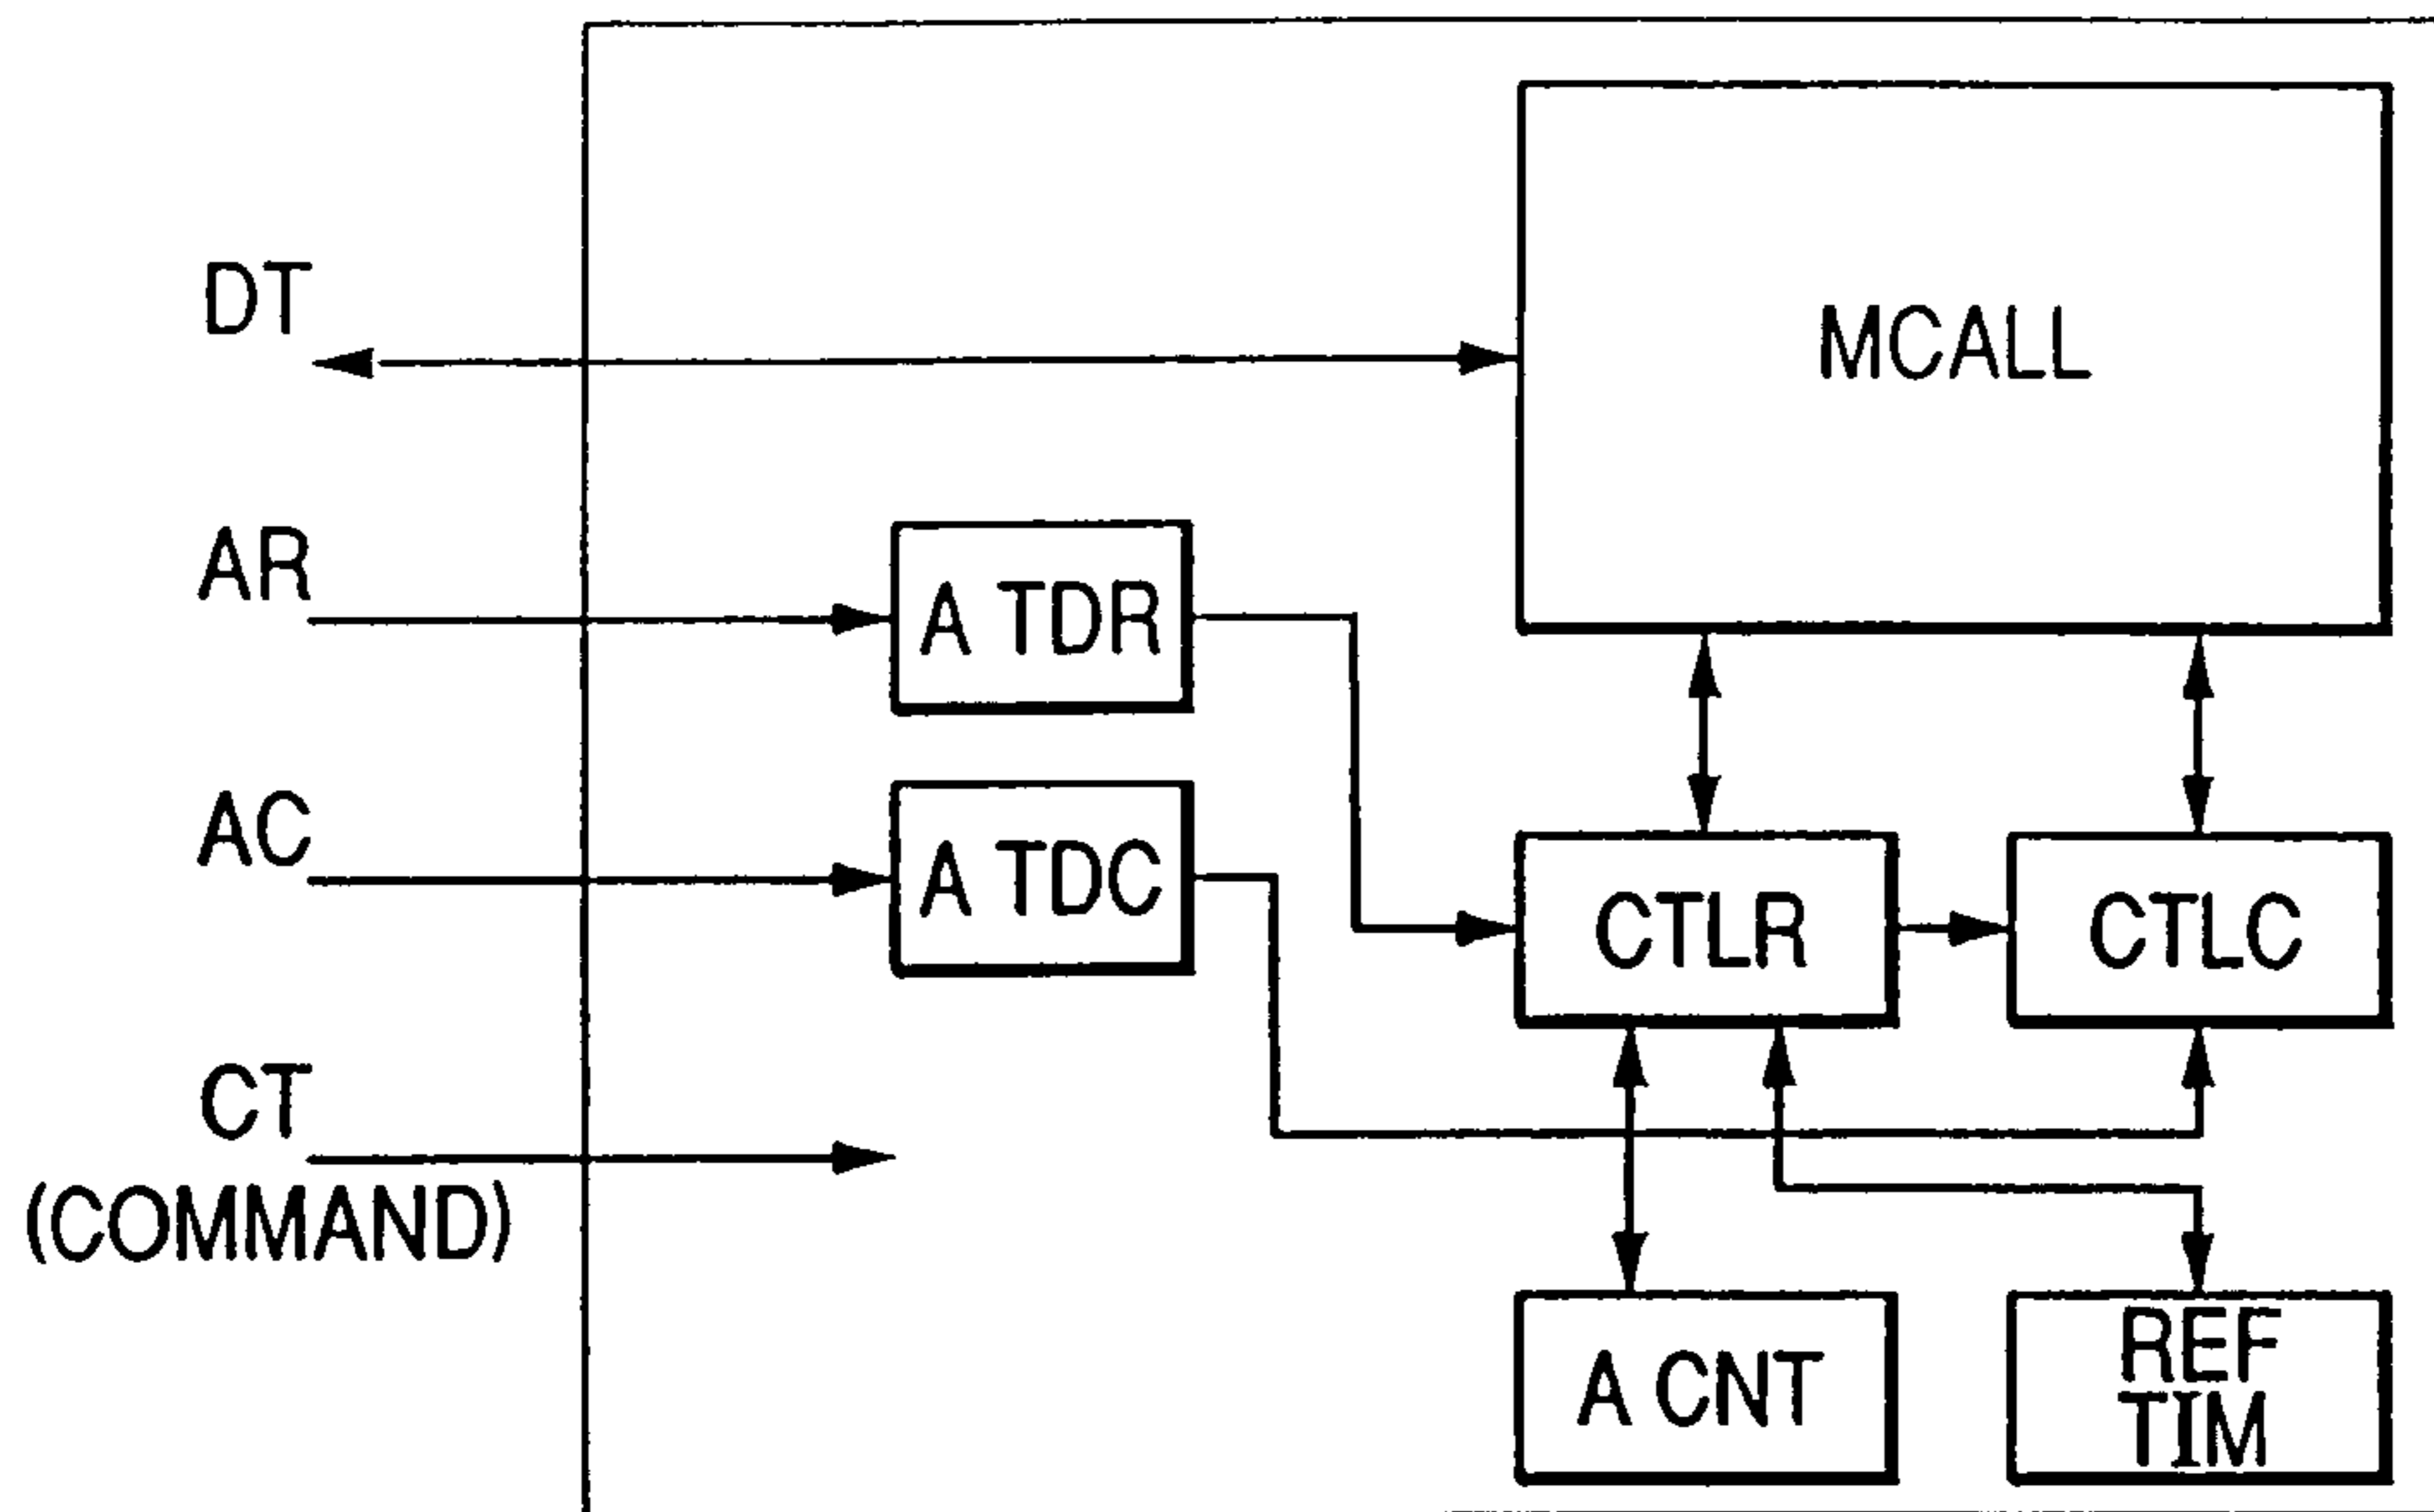 DT
MCALL
AR
A TDR
AC
A TDC
CTLR
CTLC
CT
(COMMAND)
A CNT
REF
TIM